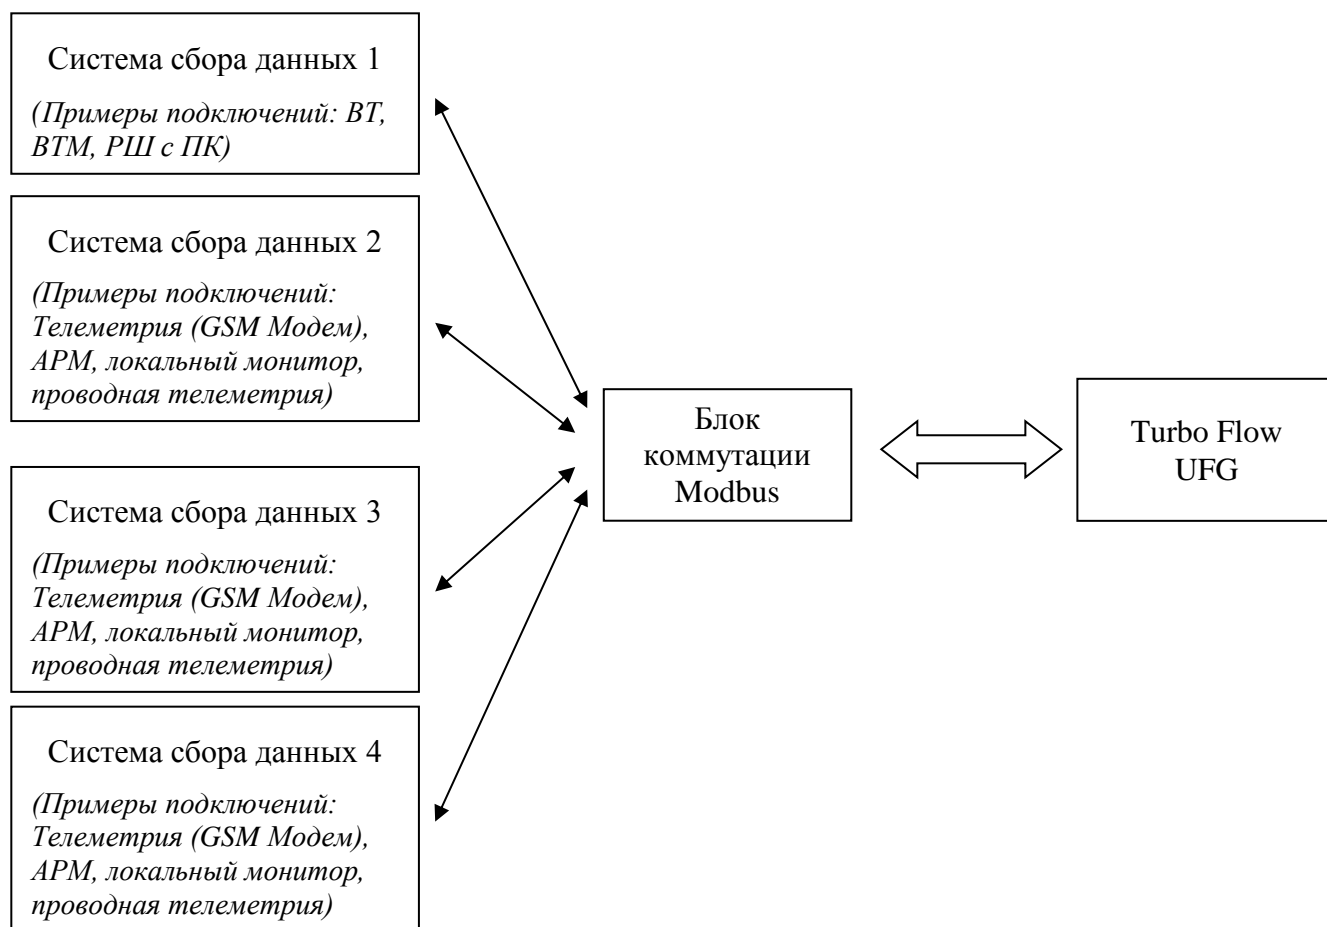 Система сбора данных 1
(Примеры подключений: ВТ,
ВТМ, РШ с ПК)
Система сбора данных 2
(Примеры подключений:
Телеметрия (GSM Модем),
АРМ, локальный монитор,
проводная телеметрия)
Система сбора данных 3
(Примеры подключений:
Телеметрия (GSM Модем),
АРМ, локальный монитор,
проводная телеметрия)
Система сбора данных 4
(Примеры подключений:
Телеметрия (GSM Модем),
АРМ, локальный монитор,
проводная телеметрия)
Блок
коммутации
Modbus
Turbo Flow
UFG